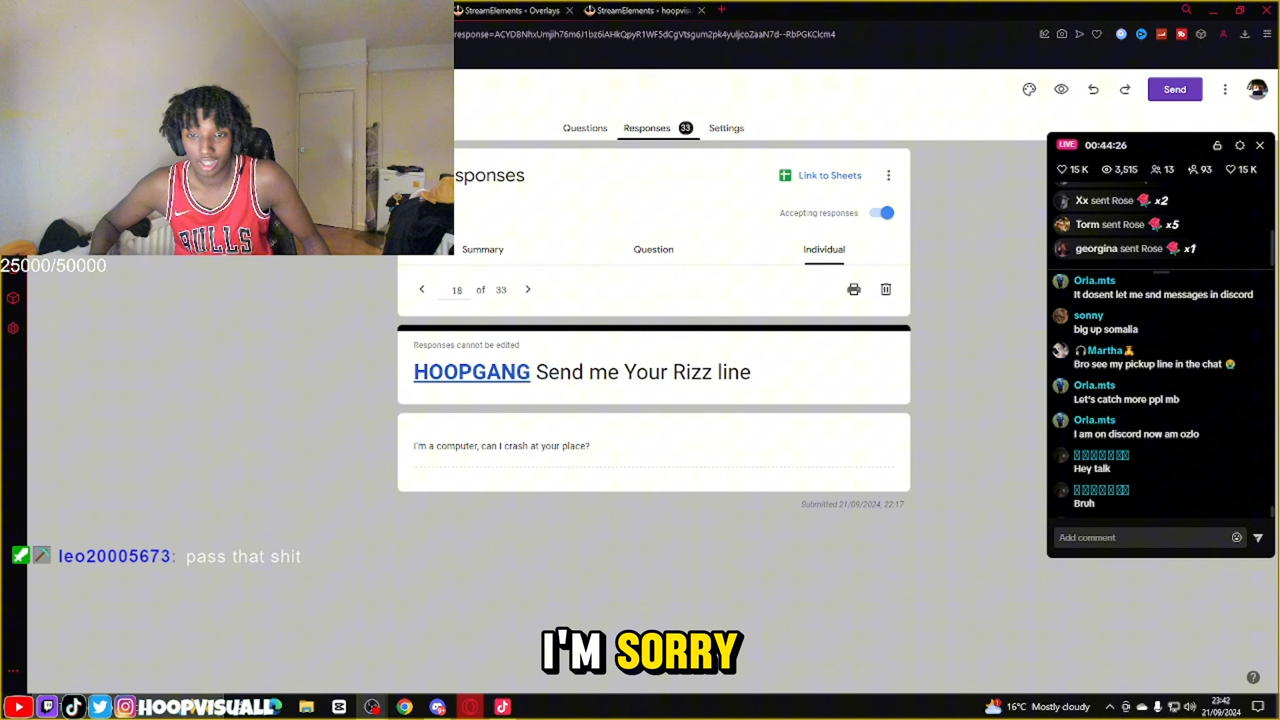 StreamElements - Overlays
StreamElements - hoopvis
Send
Questions
Responses 33
Settings
sponses
Link to Sheets
Accepting responses
Summary
Question
Individual
18 of 33
Responses cannot be edited
HOOPGANG Send me Your Rizz line
I'm a computer, can I crash at your place?
Submitted 21/09/2024, 22:17
BULLS
25000/50000
LIVE 00:44:26
15 K 3,515 13 93 15 K
Xx sent Rose x2
Torm sent Rose x5
georgina sent Rose x1
Orla.mts
It dosent let me snd messages in discord
sonny
big up somalia
Martha
Bro see my pickup line in the chat 😭
Orla.mts
Let's catch more ppl mb
Orla.mts
I am on discord now am ozlo
Hey talk
Bruh
Add comment
leo20005673: pass that shit
I'M SORRY
HOOPVISUALL
16°C Mostly cloudy
23:42
21/09/2024